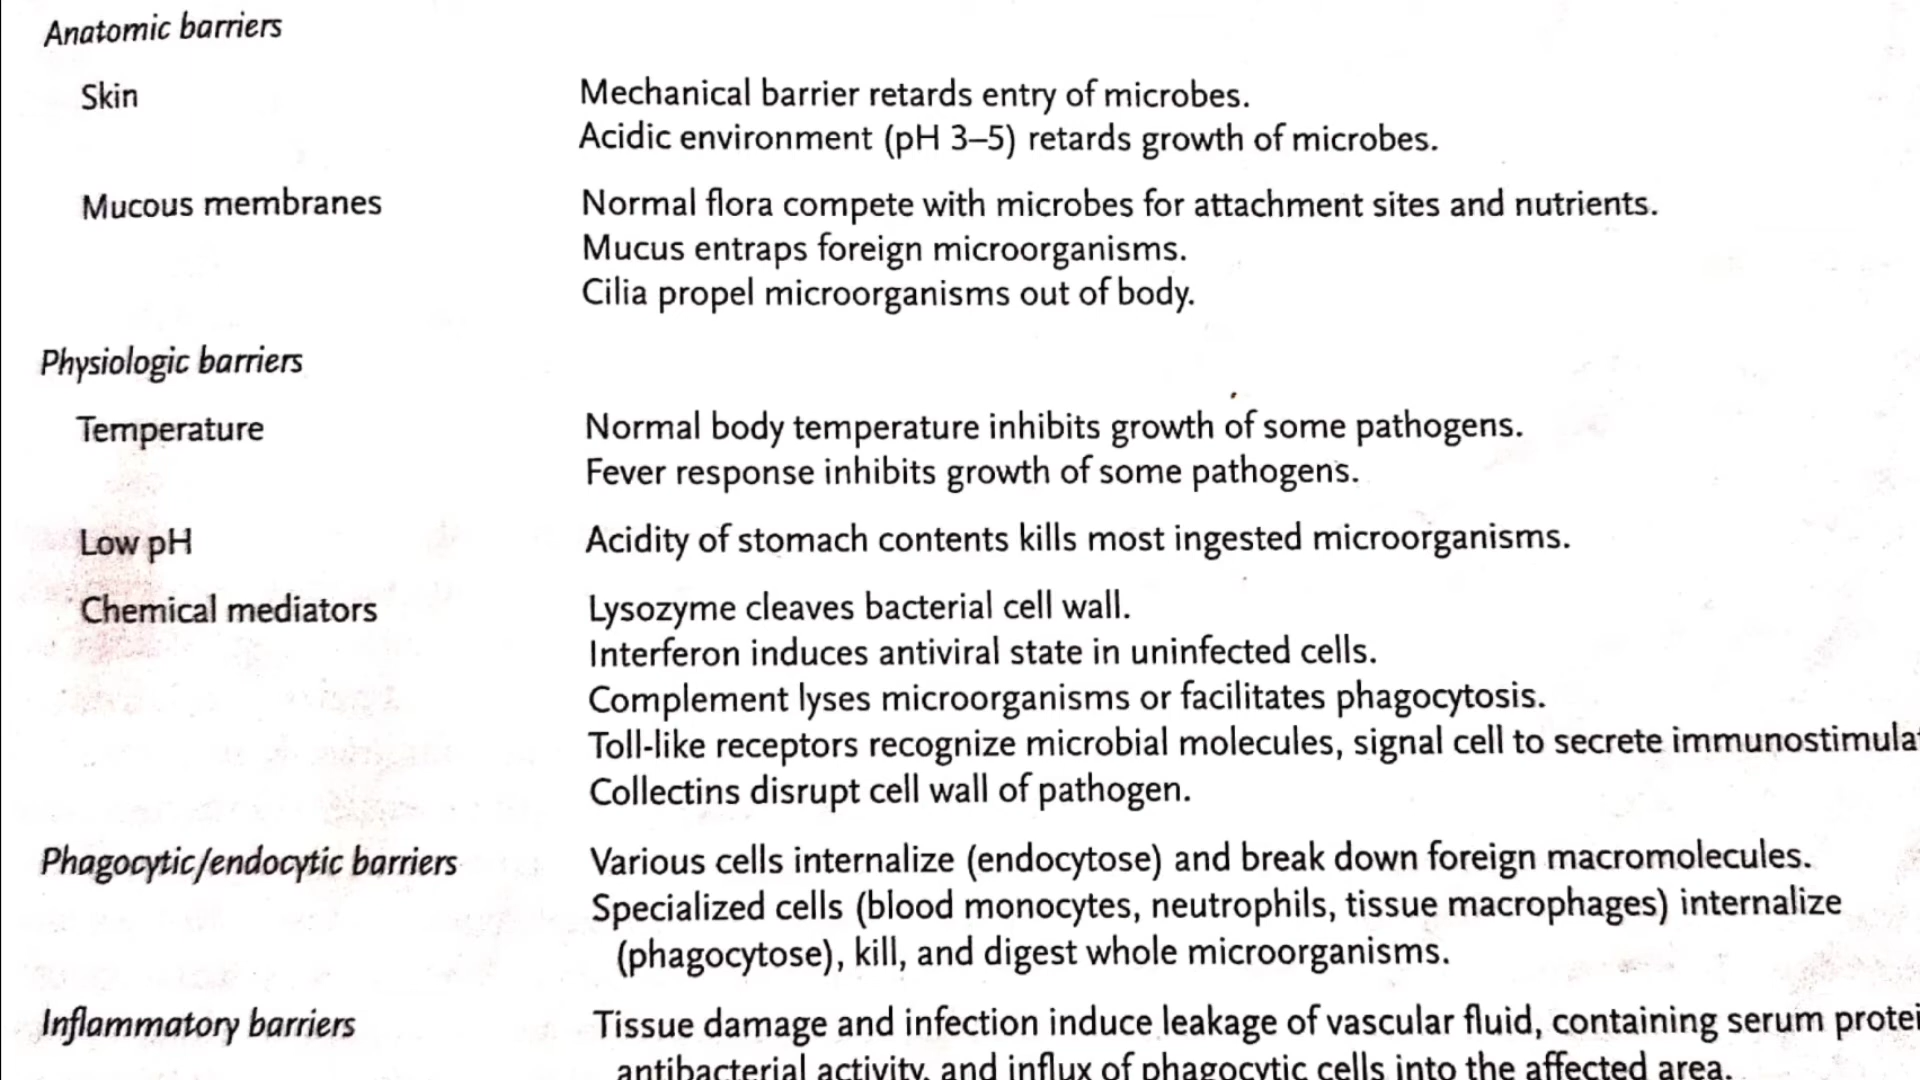 Anatomic barriers
Skin
Mechanical barrier retards entry of microbes.
Acidic environment (pH 3–5) retards growth of microbes.
Mucous membranes
Normal flora compete with microbes for attachment sites and nutrients.
Mucus entraps foreign microorganisms.
Cilia propel microorganisms out of body.
Physiologic barriers
Temperature
Normal body temperature inhibits growth of some pathogens.
Fever response inhibits growth of some pathogens.
Low pH
Acidity of stomach contents kills most ingested microorganisms.
Chemical mediators
Lysozyme cleaves bacterial cell wall.
Interferon induces antiviral state in uninfected cells.
Complement lyses microorganisms or facilitates phagocytosis.
Toll-like receptors recognize microbial molecules, signal cell to secrete
Collectins disrupt cell wall of pathogen.
Phagocytic/endocytic barriers
Various cells internalize (endocytose) and break down foreign macromolecules.
Specialized cells (blood monocytes, neutrophils, tissue macrophages) internalize
(phagocytose), kill, and digest whole microorganisms.
Inflammatory barriers
Tissue damage and infection induce leakage of vascular fluid, containing serum
antibacterial activity, and influx of phagocytic cells into the affected area.